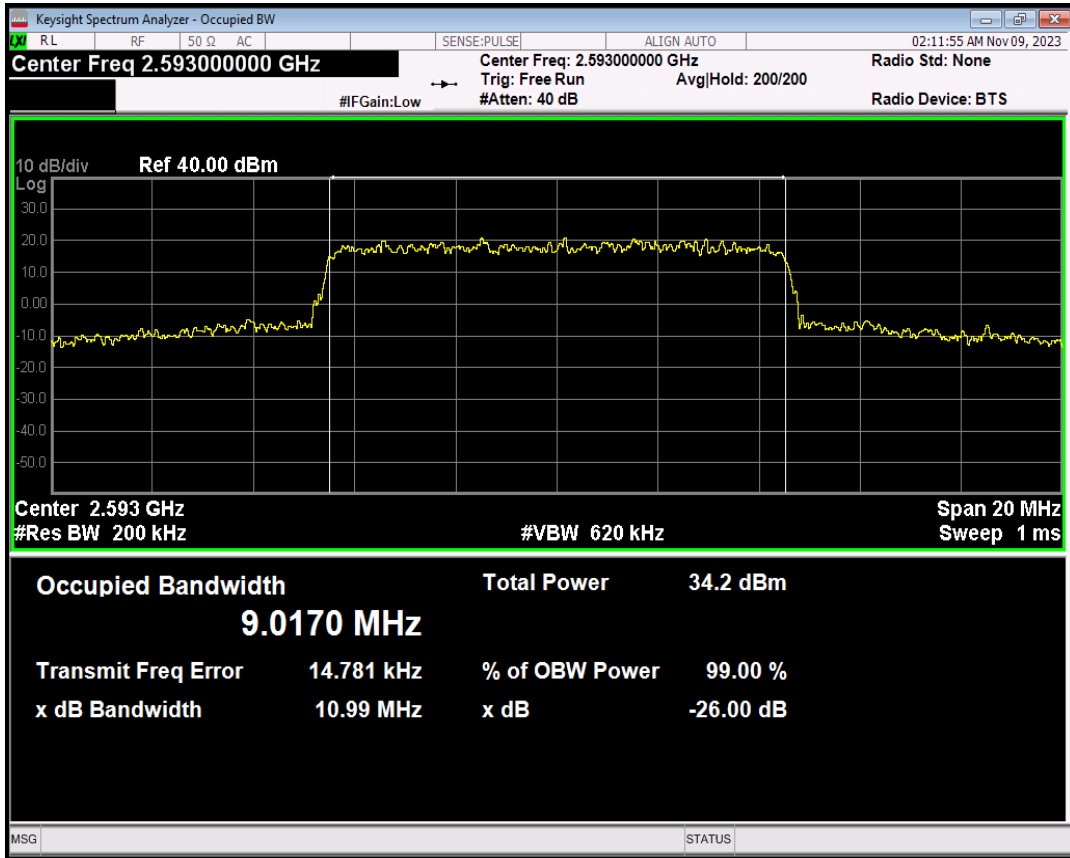 Keysight Spectrum Analyzer - Occupied BW
LXI RL RF 50 Ω AC SENSE:PULSE ALIGN AUTO 02:11:55 AM Nov 09, 2023
Center Freq 2.593000000 GHz Center Freq: 2.593000000 GHz Radio Std: None
Trig: Free Run Avg|Hold: 200/200
#IFGain:Low #Atten: 40 dB Radio Device: BTS
10 dB/div Ref 40.00 dBm
Log
30.0
20.0
10.0
0.00
-10.0
-20.0
-30.0
-40.0
-50.0
Center 2.593 GHz Span 20 MHz
#Res BW 200 kHz #VBW 620 kHz Sweep 1 ms
Occupied Bandwidth Total Power 34.2 dBm
9.0170 MHz
Transmit Freq Error 14.781 kHz % of OBW Power 99.00 %
x dB Bandwidth 10.99 MHz x dB -26.00 dB
MSG STATUS